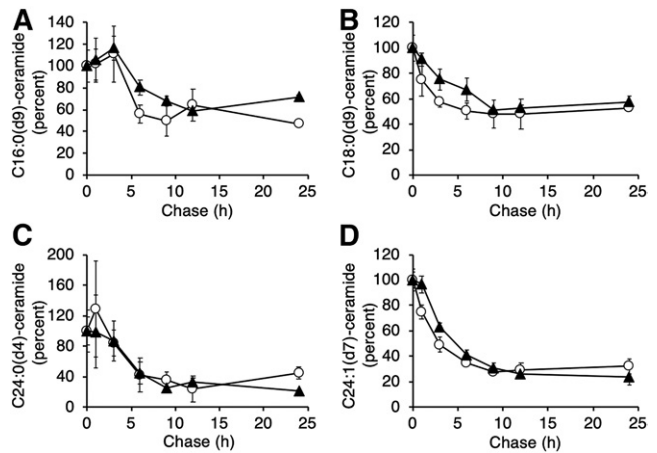 A
C16:0(d9)-ceramide
(percent)
140
120
100
80
60
40
20
0
0 5 10 15 20 25
Chase (h)
B
C18:0(d9)-ceramide
(percent)
120
100
80
60
40
20
0
0 5 10 15 20 25
Chase (h)
C
C24:0(d4)-ceramide
(percent)
200
160
120
80
40
0
0 5 10 15 20 25
Chase (h)
D
C24:1(d7)-ceramide
(percent)
120
100
80
60
40
20
0
0 5 10 15 20 25
Chase (h)